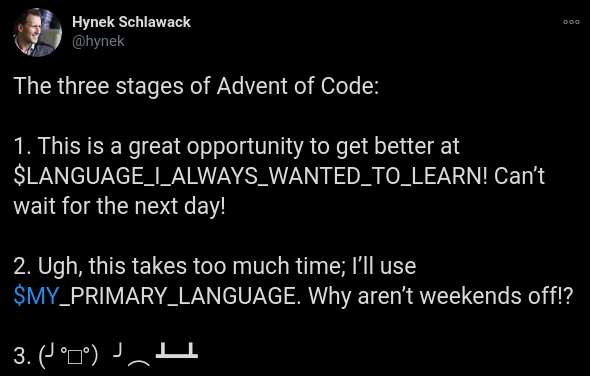 Hynek Schlawack
@hynek
The three stages of Advent of Code:
1. This is a great opportunity to get better at
$LANGUAGE_I_ALWAYS_WANTED_TO_LEARN! Can’t
wait for the next day!
2. Ugh, this takes too much time; I’ll use
$MY_PRIMARY_LANGUAGE. Why aren’t weekends off!?
3. (╯°□°）╯︵ ┻━┻